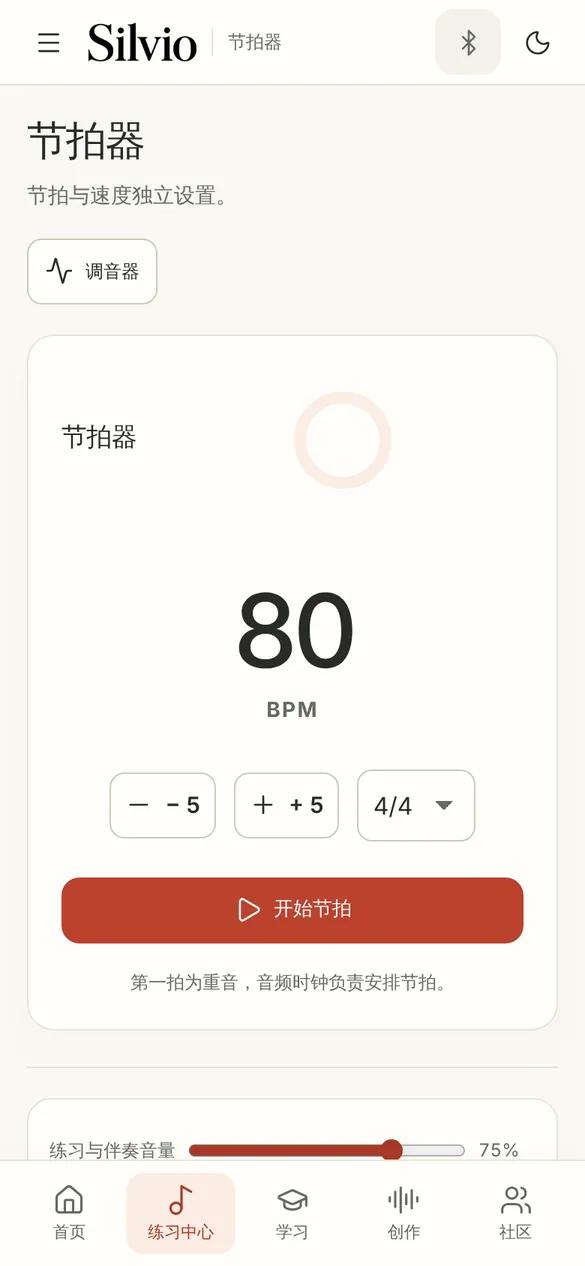 Silvio 节拍器
节拍器
节拍与速度独立设置。
调音器
节拍器
80
BPM
− 5 + 5 4/4
开始节拍
第一拍为重音，音频时钟负责安排节拍。
练习与伴奏音量 75%
首页 练习中心 学习 创作 社区